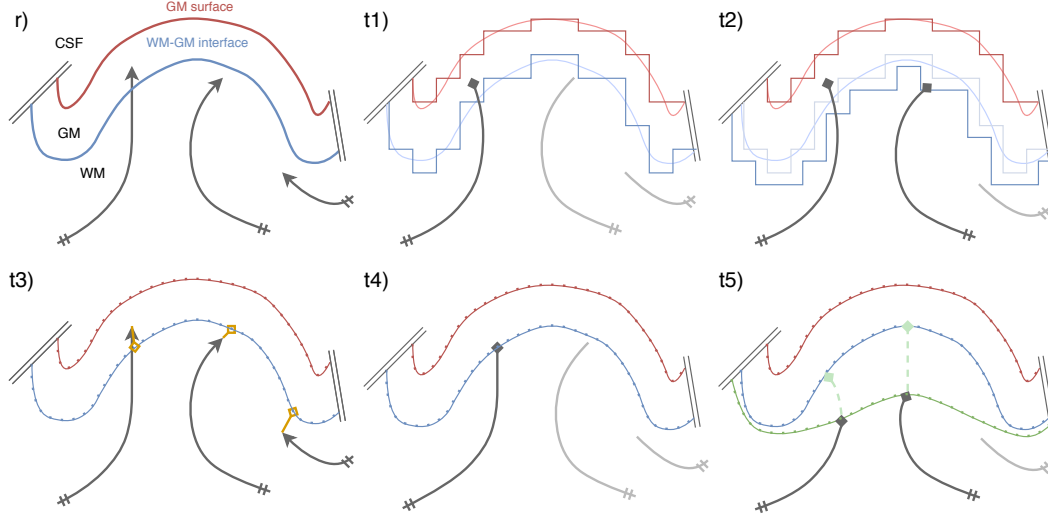 r)
GM surface
CSF
WM-GM interface
GM
WM
t1)
t2)
t3)
t4)
t5)